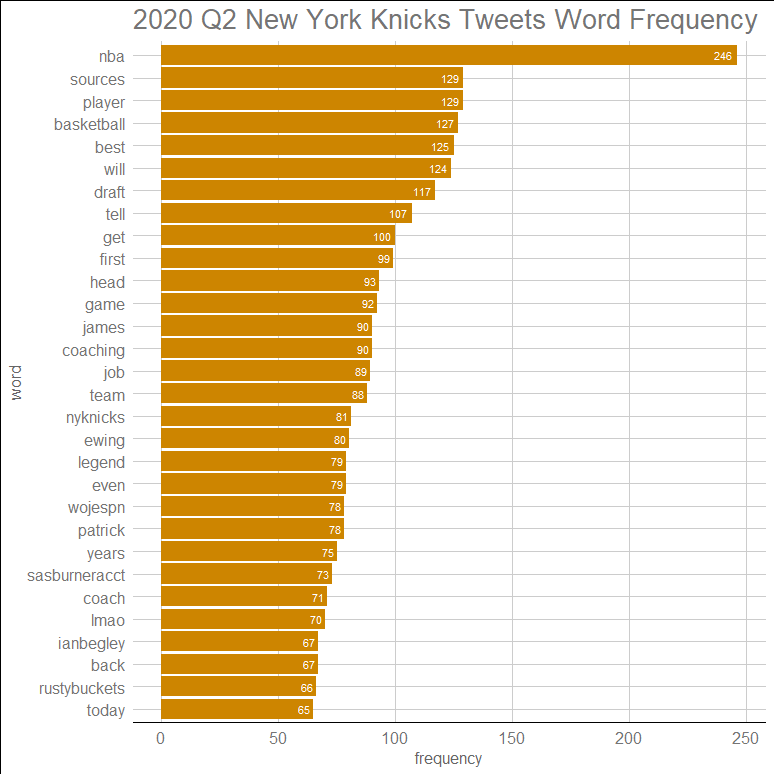 2020 Q2 New York Knicks Tweets Word Frequency
nba 246
sources 129
player 129
basketball 127
best 125
will 124
draft 117
tell 107
get 100
first 99
head 93
game 92
james 90
coaching 90
job 89
team 88
nyknicks 81
ewing 80
legend 79
even 79
wojespn 78
patrick 78
years 75
sasburneracct 73
coach 71
lmao 70
ianbegley 67
back 67
rustybuckets 66
today 65
word
0 50 100 150 200 250
frequency